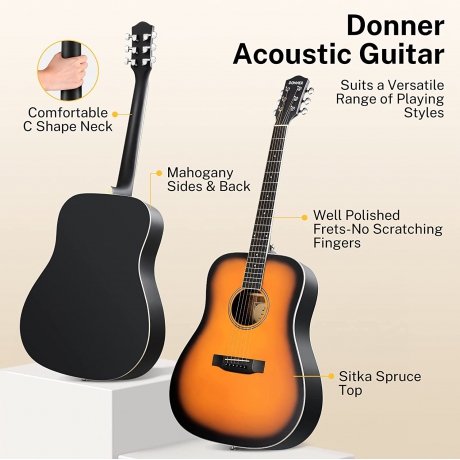 Donner
Acoustic Guitar
Suits a Versatile
Range of Playing
Styles
DONNER
Comfortable
C Shape Neck
Mahogany
Sides & Back
Well Polished
Frets-No Scratching
Fingers
Sitka Spruce
Top